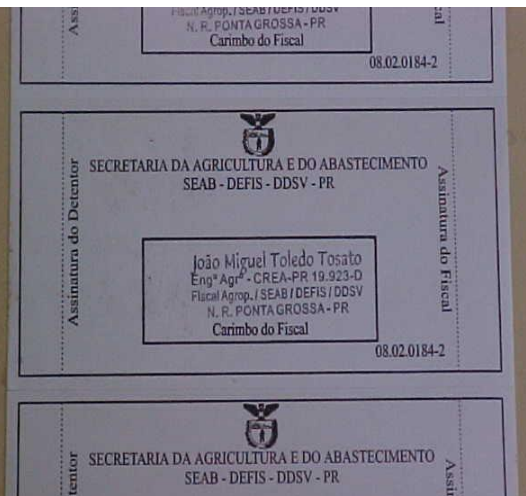 Fiscal Agrop. / SEAB / DEFIS / DDSV
N. R. PONTA GROSSA - PR
Carimbo do Fiscal
08.02.0184-2
SECRETARIA DA AGRICULTURA E DO ABASTECIMENTO
SEAB - DEFIS - DDSV - PR
Assinatura do Detentor
Assinatura do Fiscal
João Miguel Toledo Tosato
Engº Agrº - CREA-PR 19.923-D
Fiscal Agrop. / SEAB / DEFIS / DDSV
N. R. PONTA GROSSA - PR
Carimbo do Fiscal
08.02.0184-2
SECRETARIA DA AGRICULTURA E DO ABASTECIMENTO
SEAB - DEFIS - DDSV - PR